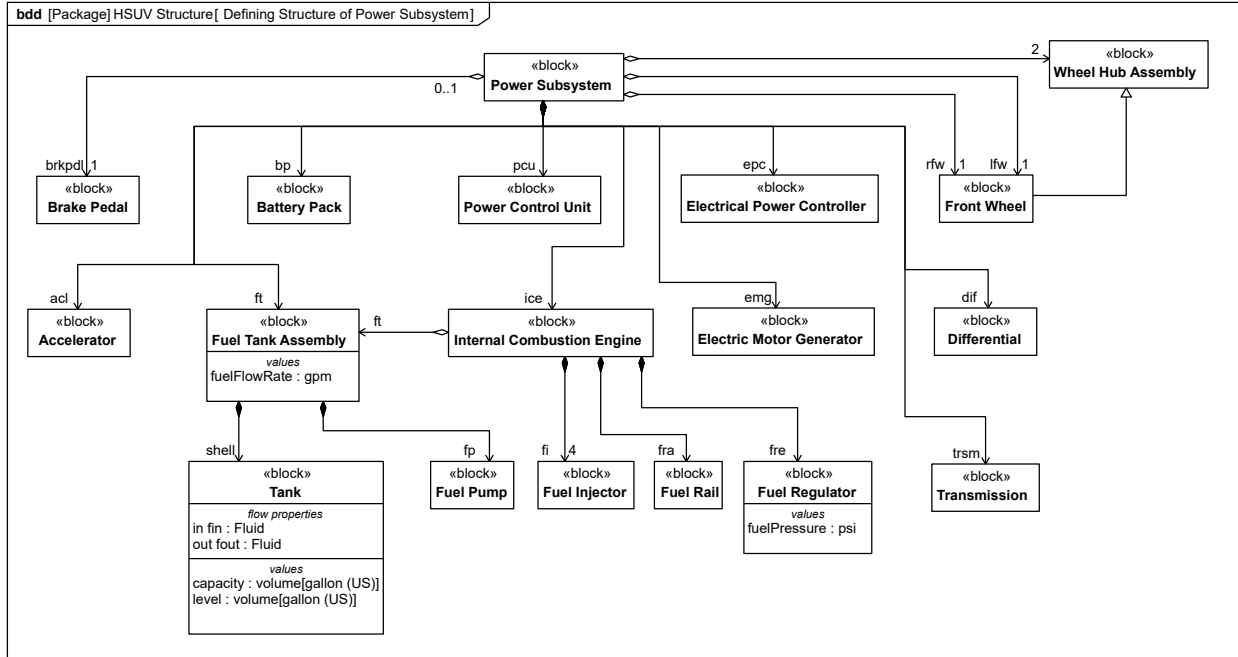 bdd [Package] HSUV Structure[ Defining Structure of Power Subsystem]
«block»
Power Subsystem
2
«block»
Wheel Hub Assembly
0..1
brkpdl 1
bp
pcu
epc
rfw 1
lfw 1
«block»
Brake Pedal
«block»
Battery Pack
«block»
Power Control Unit
«block»
Electrical Power Controller
«block»
Front Wheel
acl
ft
ice
emg
dif
«block»
Accelerator
«block»
Fuel Tank Assembly
values
fuelFlowRate : gpm
ft
«block»
Internal Combustion Engine
«block»
Electric Motor Generator
«block»
Differential
shell
fp
fi 4
fra
fre
trsm
«block»
Tank
flow properties
in fin : Fluid
out fout : Fluid
values
capacity : volume[gallon (US)]
level : volume[gallon (US)]
«block»
Fuel Pump
«block»
Fuel Injector
«block»
Fuel Rail
«block»
Fuel Regulator
values
fuelPressure : psi
«block»
Transmission